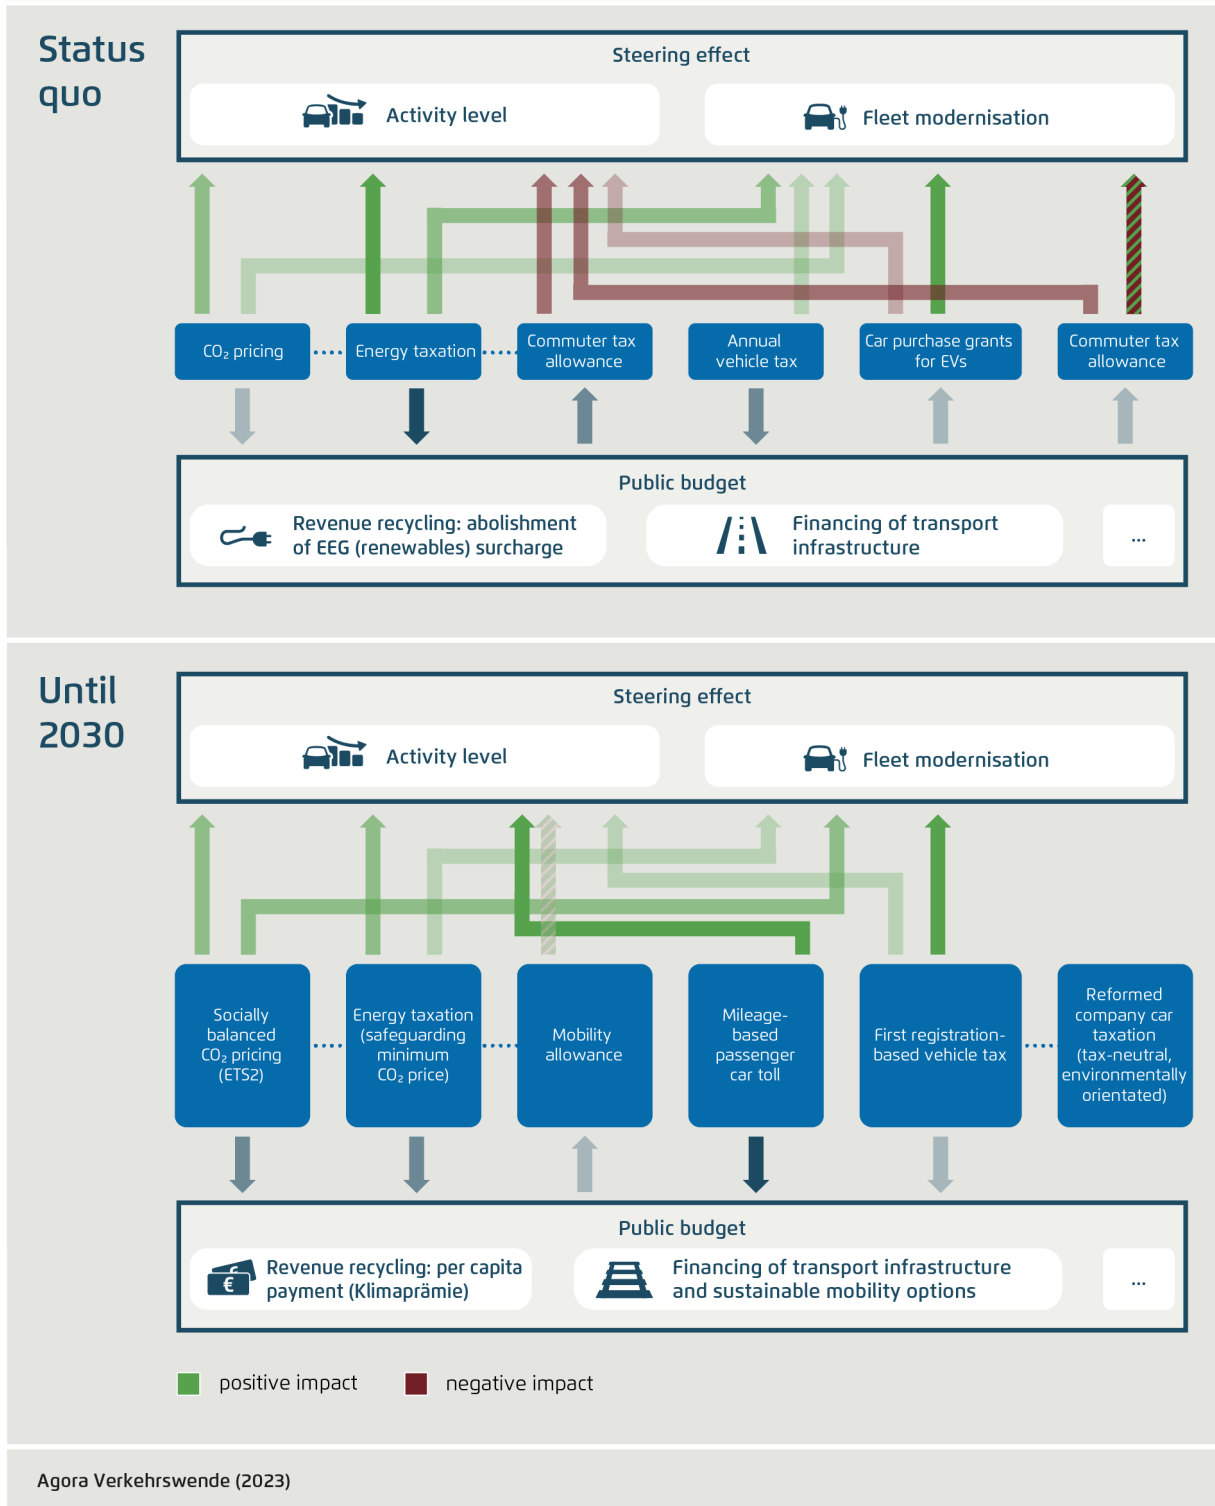 Status
quo
Steering effect
Activity level
Fleet modernisation
CO₂ pricing
Energy taxation
Commuter tax
allowance
Annual
vehicle tax
Car purchase grants
for EVs
Commuter tax
allowance
Public budget
Revenue recycling: abolishment
of EEG (renewables) surcharge
Financing of transport
infrastructure
...
Until
2030
Steering effect
Activity level
Fleet modernisation
Socially
balanced
CO₂ pricing
(ETS2)
Energy taxation
(safeguarding
minimum
CO₂ price)
Mobility
allowance
Mileage-
based
passenger
car toll
First registration-
based vehicle tax
Reformed
company car
taxation
(tax-neutral,
environmentally
orientated)
Public budget
€
€
Revenue recycling: per capita
payment (Klimaprämie)
Financing of transport infrastructure
and sustainable mobility options
...
positive impact
negative impact
Agora Verkehrswende (2023)